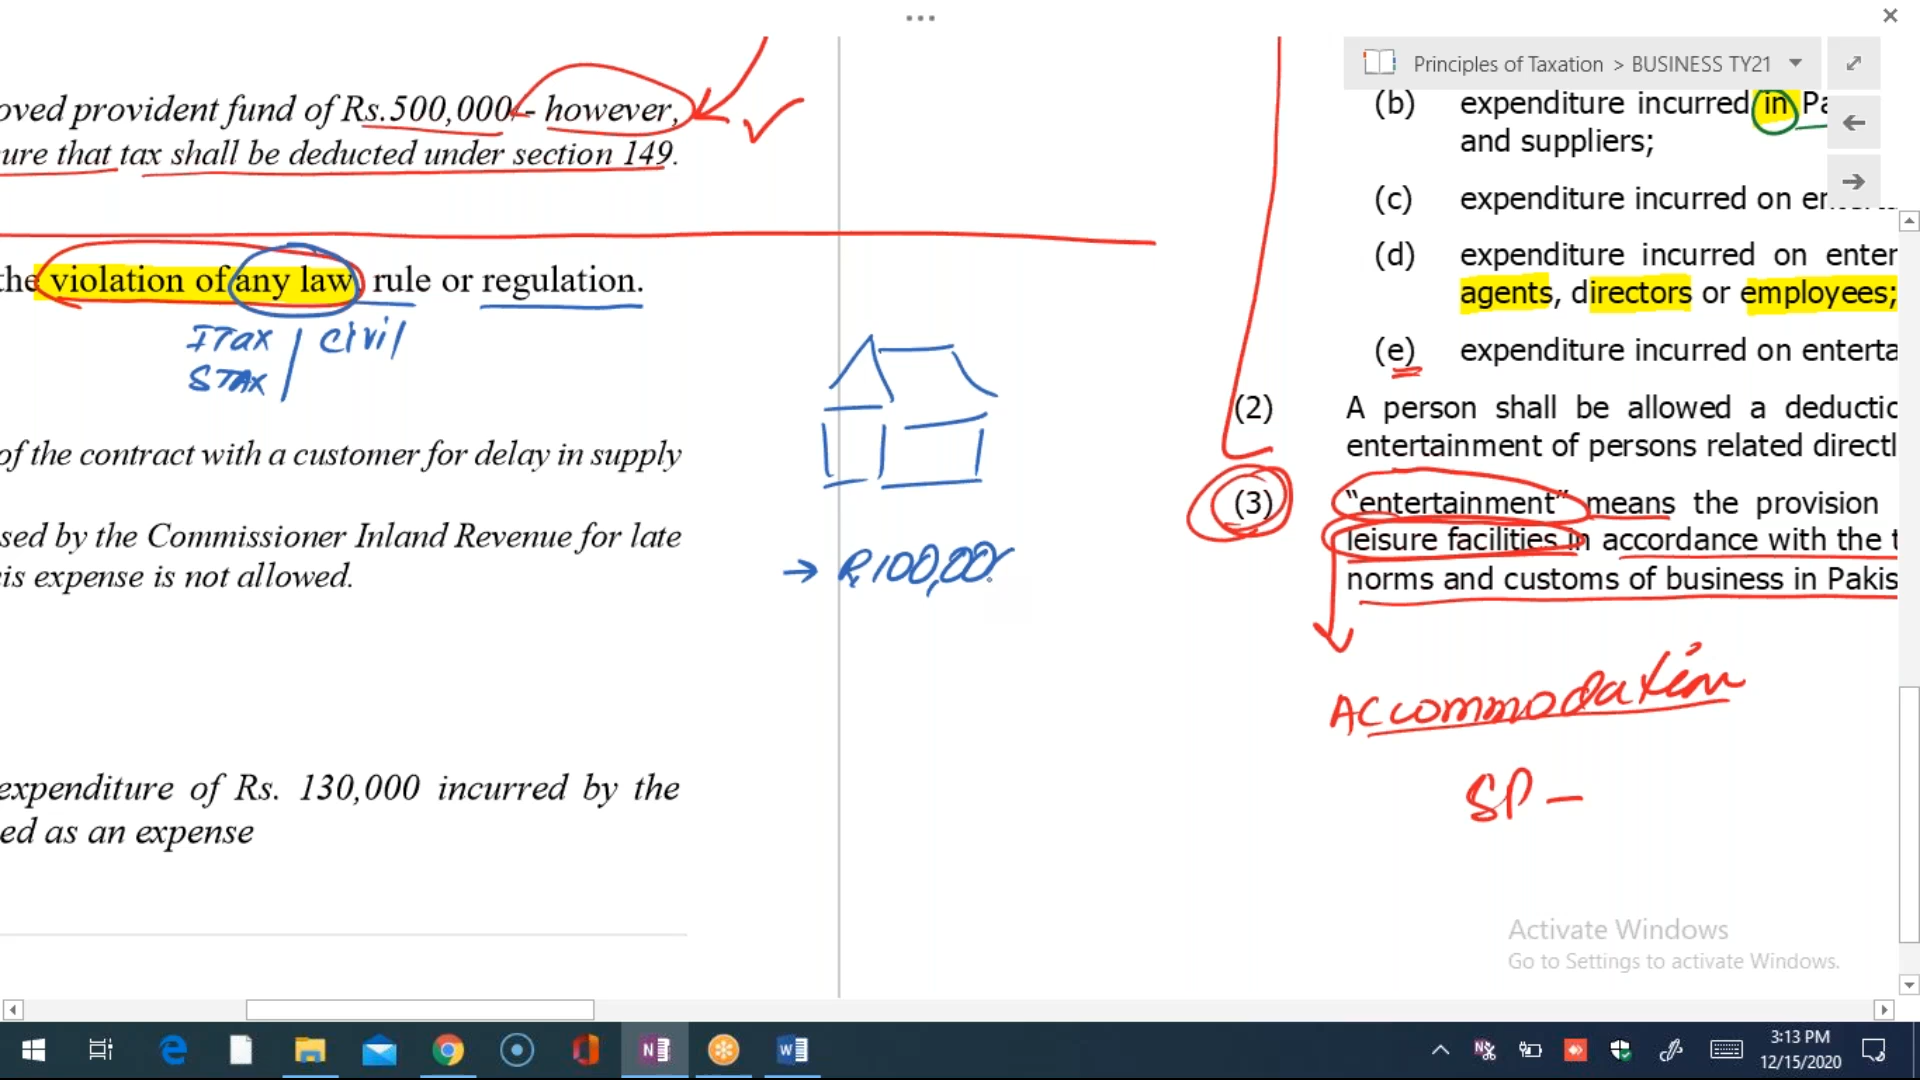 Principles of Taxation > BUSINESS TY21
oved provident fund of Rs.500,000 - however,
ure that tax shall be deducted under section 149.
the violation of any law, rule or regulation.
ITax | Civil
STAX
of the contract with a customer for delay in supply
sed by the Commissioner Inland Revenue for late
is expense is not allowed.
expenditure of Rs. 130,000 incurred by the
ed as an expense
→ R.100,000
(b) expenditure incurred in Pa
and suppliers;
(c) expenditure incurred on
(d) expenditure incurred on enter
agents, directors or employees;
(e) expenditure incurred on enterta
(2) A person shall be allowed a deductio
entertainment of persons related directl
(3) "entertainment" means the provision
leisure facilities in accordance with the t
norms and customs of business in Pakis
Accommodation
SP –
Activate Windows
Go to Settings to activate Windows.
3:13 PM
12/15/2020